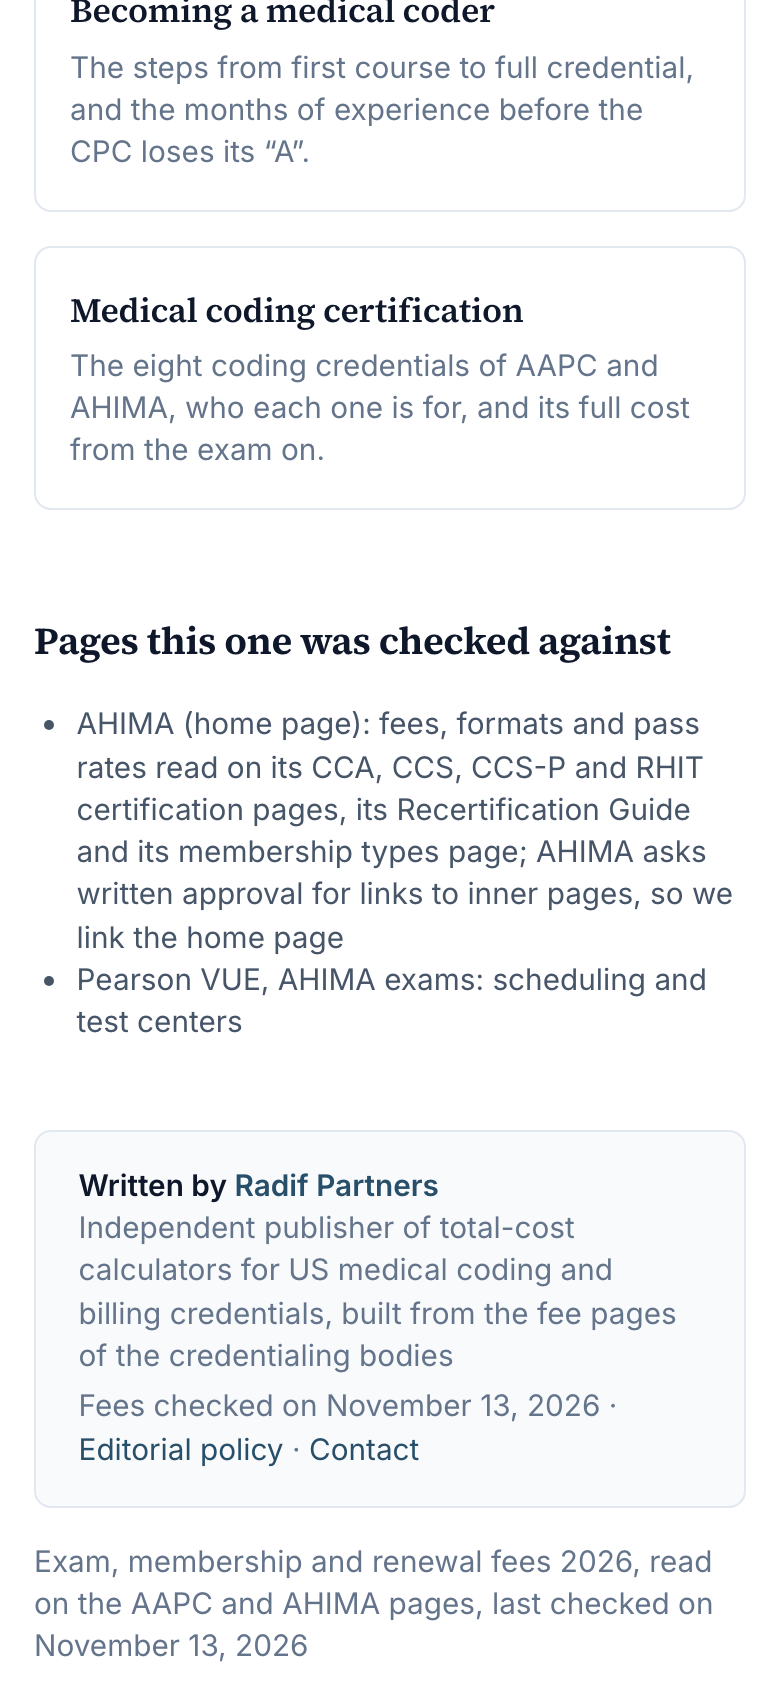 Becoming a medical coder
The steps from first course to full credential,
and the months of experience before the
CPC loses its “A”.
Medical coding certification
The eight coding credentials of AAPC and
AHIMA, who each one is for, and its full cost
from the exam on.
Pages this one was checked against
• AHIMA (home page): fees, formats and pass
rates read on its CCA, CCS, CCS-P and RHIT
certification pages, its Recertification Guide
and its membership types page; AHIMA asks
written approval for links to inner pages, so we
link the home page
• Pearson VUE, AHIMA exams: scheduling and
test centers
Written by Radif Partners
Independent publisher of total-cost
calculators for US medical coding and
billing credentials, built from the fee pages
of the credentialing bodies
Fees checked on November 13, 2026 ·
Editorial policy · Contact
Exam, membership and renewal fees 2026, read
on the AAPC and AHIMA pages, last checked on
November 13, 2026